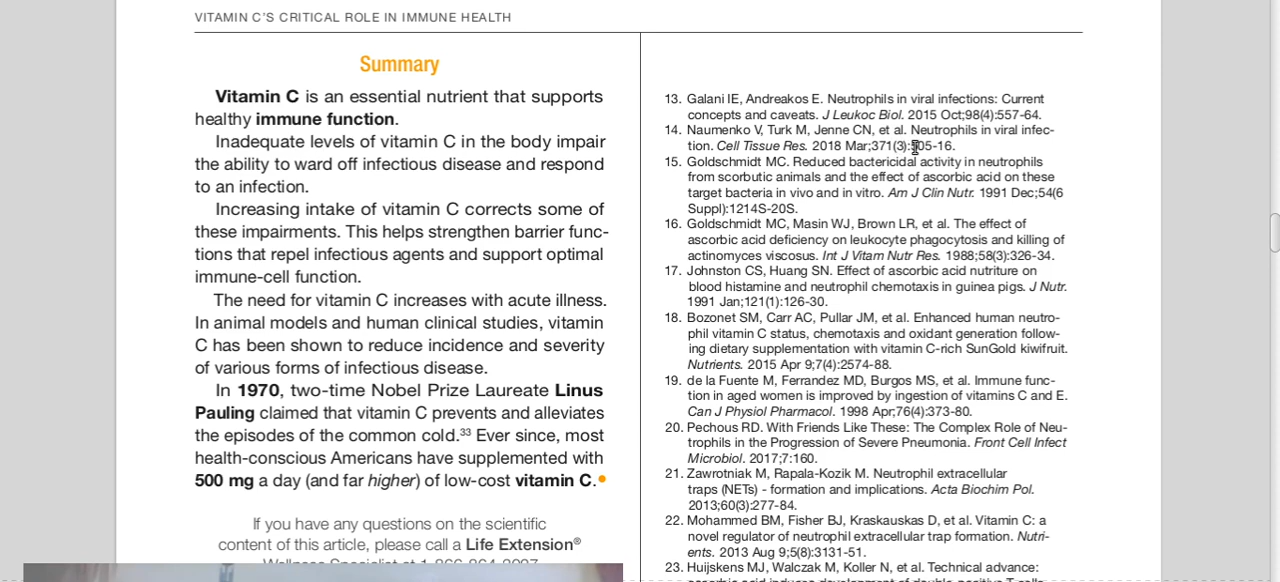 VITAMIN C'S CRITICAL ROLE IN IMMUNE HEALTH
Summary
Vitamin C is an essential nutrient that supports
healthy immune function.
Inadequate levels of vitamin C in the body impair
the ability to ward off infectious disease and respond
to an infection.
Increasing intake of vitamin C corrects some of
these impairments. This helps strengthen barrier func-
tions that repel infectious agents and support optimal
immune-cell function.
The need for vitamin C increases with acute illness.
In animal models and human clinical studies, vitamin
C has been shown to reduce incidence and severity
of various forms of infectious disease.
In 1970, two-time Nobel Prize Laureate Linus
Pauling claimed that vitamin C prevents and alleviates
the episodes of the common cold.³³ Ever since, most
health-conscious Americans have supplemented with
500 mg a day (and far higher) of low-cost vitamin C.
If you have any questions on the scientific
content of this article, please call a Life Extension®
Wellness Specialist at 1-866-864-3027.
13. Galani IE, Andreakos E. Neutrophils in viral infections: Current
concepts and caveats. J Leukoc Biol. 2015 Oct;98(4):557-64.
14. Naumenko V, Turk M, Jenne CN, et al. Neutrophils in viral infec-
tion. Cell Tissue Res. 2018 Mar;371(3):505-16.
15. Goldschmidt MC. Reduced bactericidal activity in neutrophils
from scorbutic animals and the effect of ascorbic acid on these
target bacteria in vivo and in vitro. Am J Clin Nutr. 1991 Dec;54(6
Suppl):1214S-20S.
16. Goldschmidt MC, Masin WJ, Brown LR, et al. The effect of
ascorbic acid deficiency on leukocyte phagocytosis and killing of
actinomyces viscosus. Int J Vitam Nutr Res. 1988;58(3):326-34.
17. Johnston CS, Huang SN. Effect of ascorbic acid nutriture on
blood histamine and neutrophil chemotaxis in guinea pigs. J Nutr.
1991 Jan;121(1):126-30.
18. Bozonet SM, Carr AC, Pullar JM, et al. Enhanced human neutro-
phil vitamin C status, chemotaxis and oxidant generation follow-
ing dietary supplementation with vitamin C-rich SunGold kiwifruit.
Nutrients. 2015 Apr 9;7(4):2574-88.
19. de la Fuente M, Ferrandez MD, Burgos MS, et al. Immune func-
tion in aged women is improved by ingestion of vitamins C and E.
Can J Physiol Pharmacol. 1998 Apr;76(4):373-80.
20. Pechous RD. With Friends Like These: The Complex Role of Neu-
trophils in the Progression of Severe Pneumonia. Front Cell Infect
Microbiol. 2017;7:160.
21. Zawrotniak M, Rapala-Kozik M. Neutrophil extracellular
traps (NETs) - formation and implications. Acta Biochim Pol.
2013;60(3):277-84.
22. Mohammed BM, Fisher BJ, Kraskauskas D, et al. Vitamin C: a
novel regulator of neutrophil extracellular trap formation. Nutri-
ents. 2013 Aug 9;5(8):3131-51.
23. Huijskens MJ, Walczak M, Koller N, et al. Technical advance: